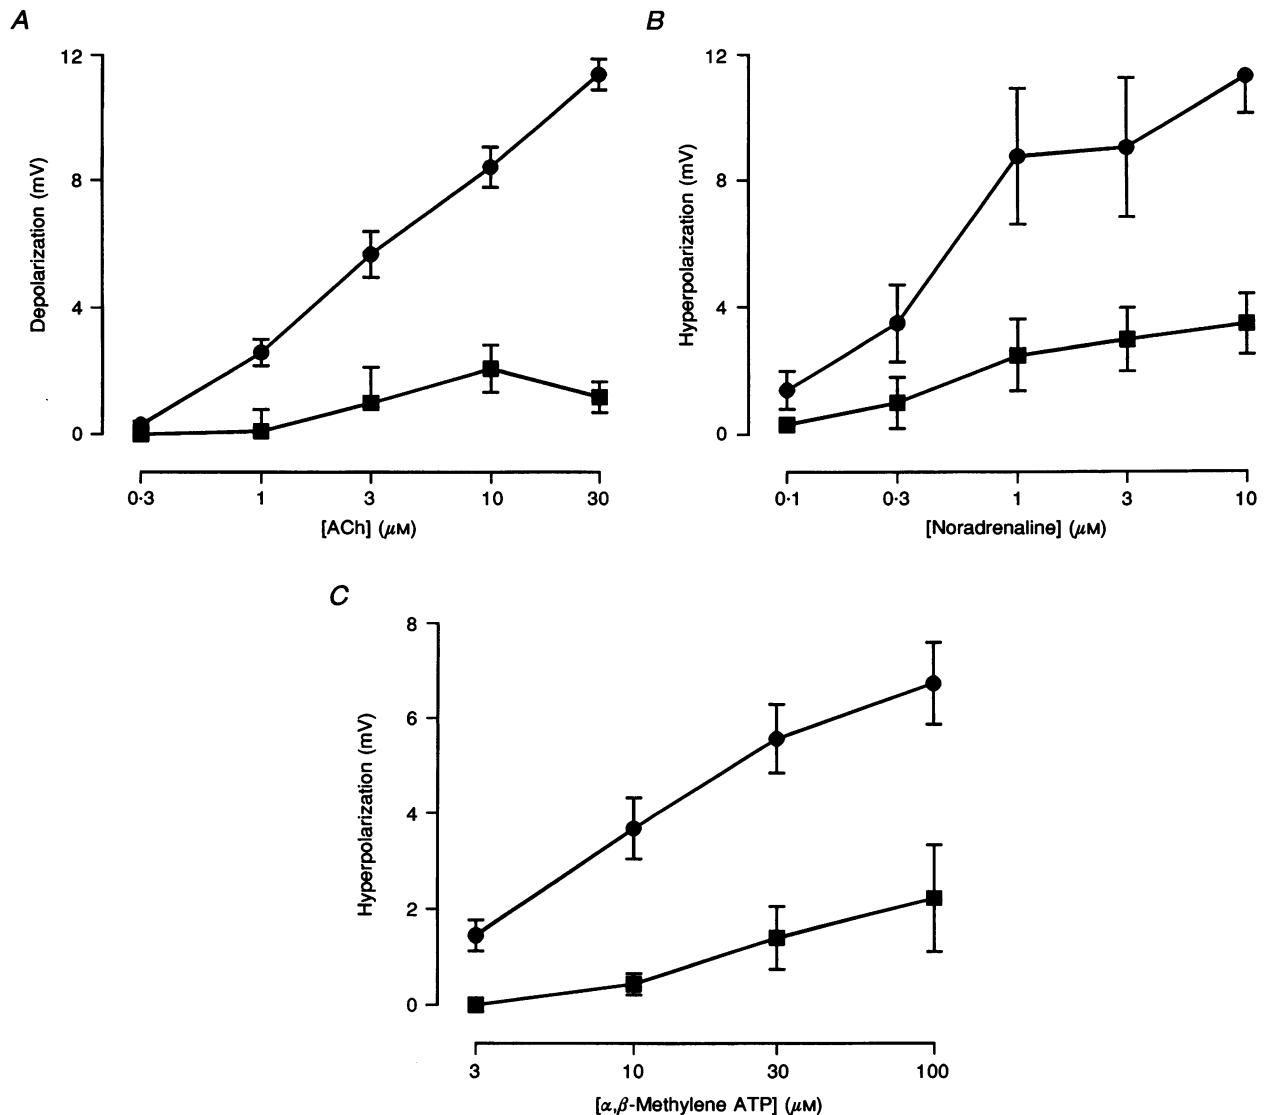 A
12
8
4
0
Depolarization (mV)
0·3 1 3 10 30
[ACh] (μM)
B
12
8
4
0
Hyperpolarization (mV)
0·1 0·3 1 3 10
[Noradrenaline] (μM)
C
8
6
4
2
0
Hyperpolarization (mV)
3 10 30 100
[α,β-Methylene ATP] (μM)